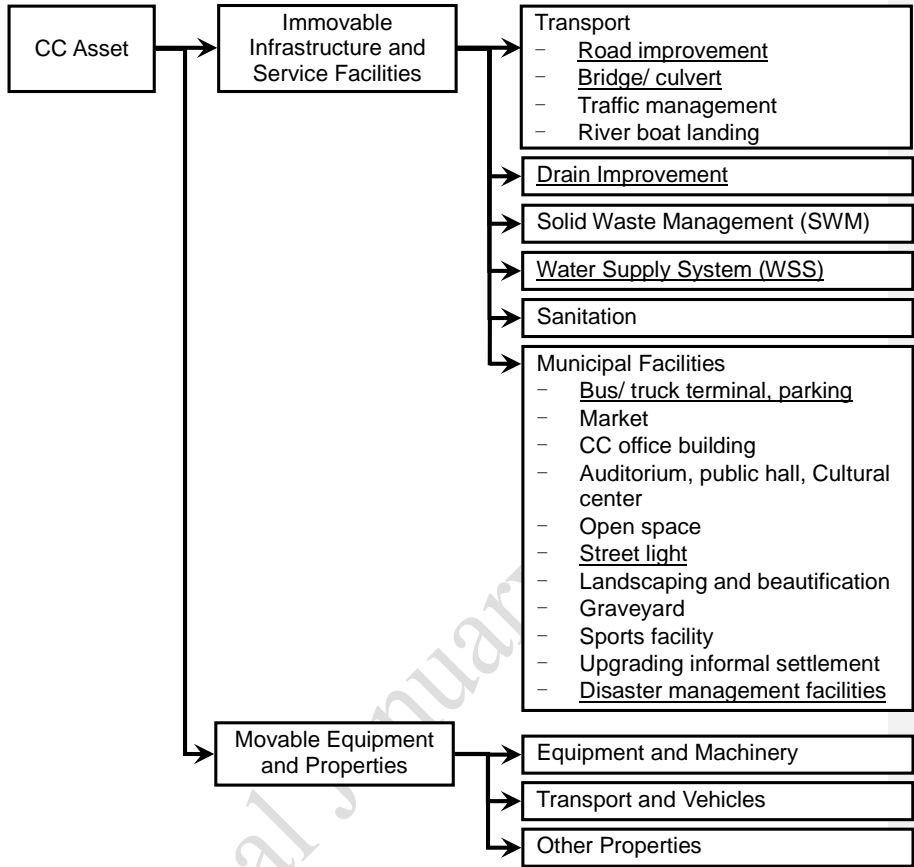 CC Asset
Immovable
Infrastructure and
Service Facilities
Transport
− Road improvement
− Bridge/ culvert
− Traffic management
− River boat landing
Drain Improvement
Solid Waste Management (SWM)
Water Supply System (WSS)
Sanitation
Municipal Facilities
− Bus/ truck terminal, parking
− Market
− CC office building
− Auditorium, public hall, Cultural
center
− Open space
− Street light
− Landscaping and beautification
− Graveyard
− Sports facility
− Upgrading informal settlement
− Disaster management facilities
Movable Equipment
and Properties
Equipment and Machinery
Transport and Vehicles
Other Properties